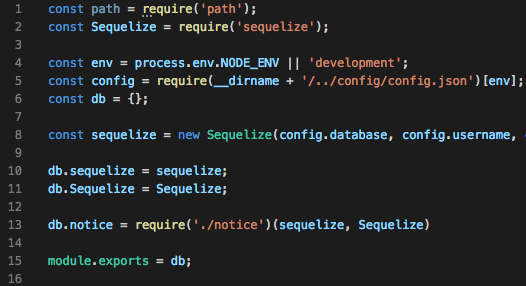 1 const path = require('path');
2 const Sequelize = require('sequelize');
3
4 const env = process.env.NODE_ENV || 'development';
5 const config = require(__dirname + '/../config/config.json')[env];
6 const db = {};
7
8 const sequelize = new Sequelize(config.database, config.username,
9
10 db.sequelize = sequelize;
11 db.Sequelize = Sequelize;
12
13 db.notice = require('./notice')(sequelize, Sequelize)
14
15 module.exports = db;
16